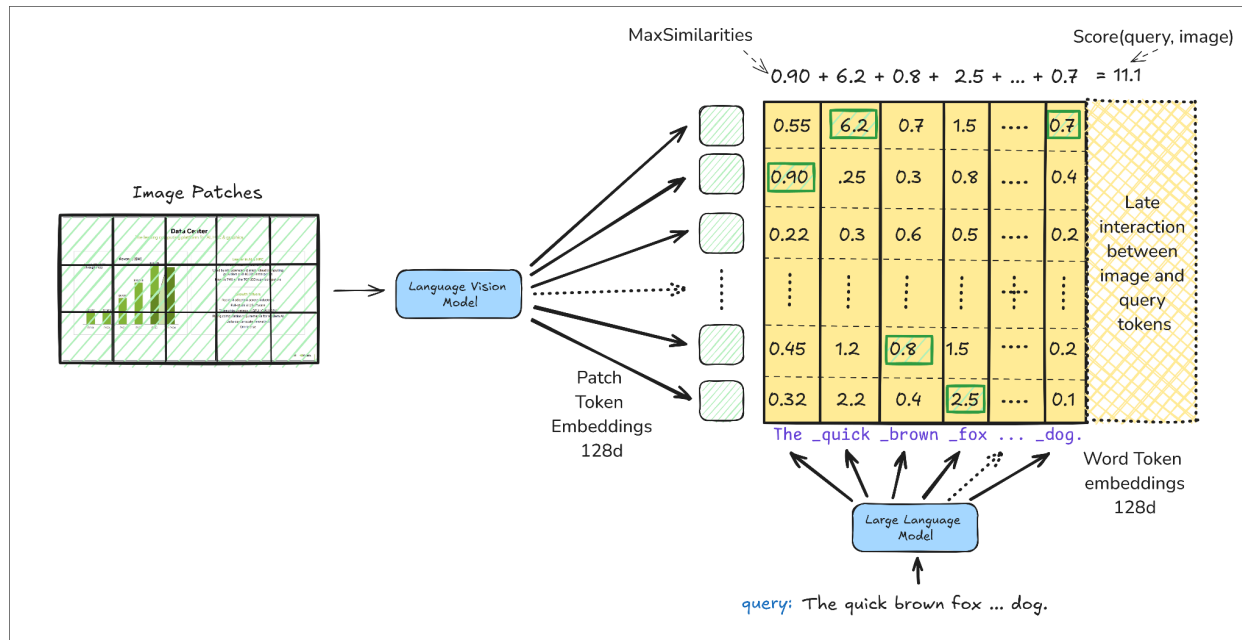 MaxSimilarities
Score(query, image)
0.90 + 6.2 + 0.8 + 2.5 + ... + 0.7 = 11.1
0.55 6.2 0.7 1.5 .... 0.7
0.90 .25 0.3 0.8 .... 0.4
0.22 0.3 0.6 0.5 .... 0.2
0.45 1.2 0.8 1.5 .... 0.2
0.32 2.2 0.4 2.5 .... 0.1
The _quick _brown _fox ... _dog.
Late
interaction
between
image and
query
tokens
Image Patches
Data Center
Language Vision
Model
Patch
Token
Embeddings
128d
Word Token
embeddings
128d
Large Language
Model
query: The quick brown fox ... dog.